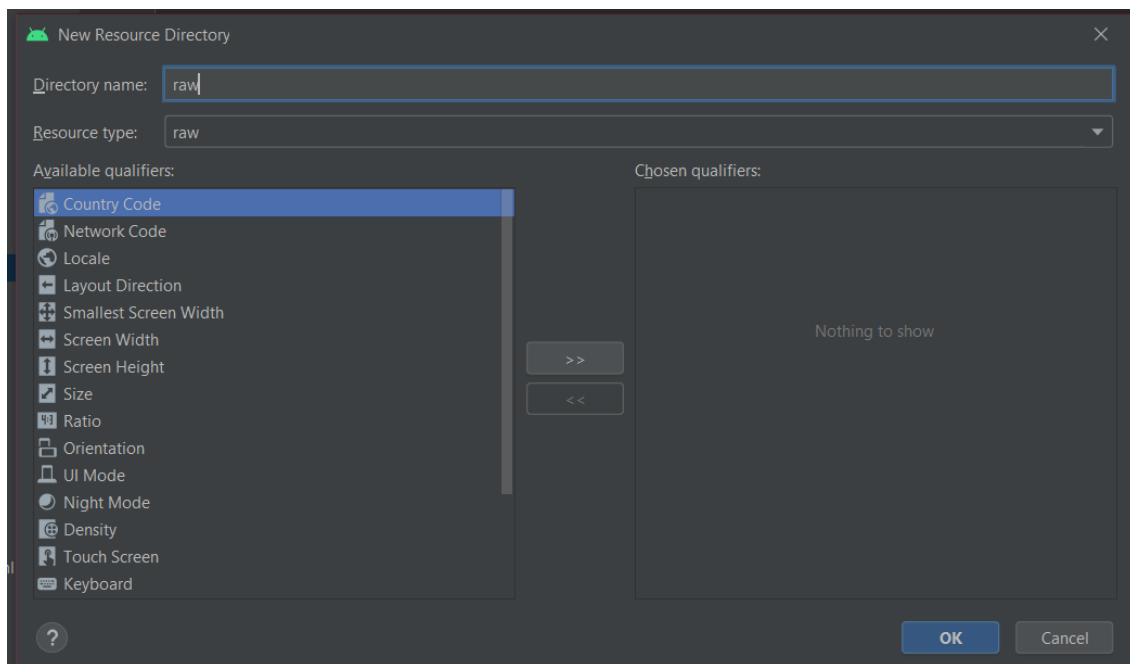 New Resource Directory
Directory name: raw
Resource type: raw
Available qualifiers:
Country Code
Network Code
Locale
Layout Direction
Smallest Screen Width
Screen Width
Screen Height
Size
Ratio
Orientation
UI Mode
Night Mode
Density
Touch Screen
Keyboard
>>
<<
Chosen qualifiers:
Nothing to show
?
OK
Cancel